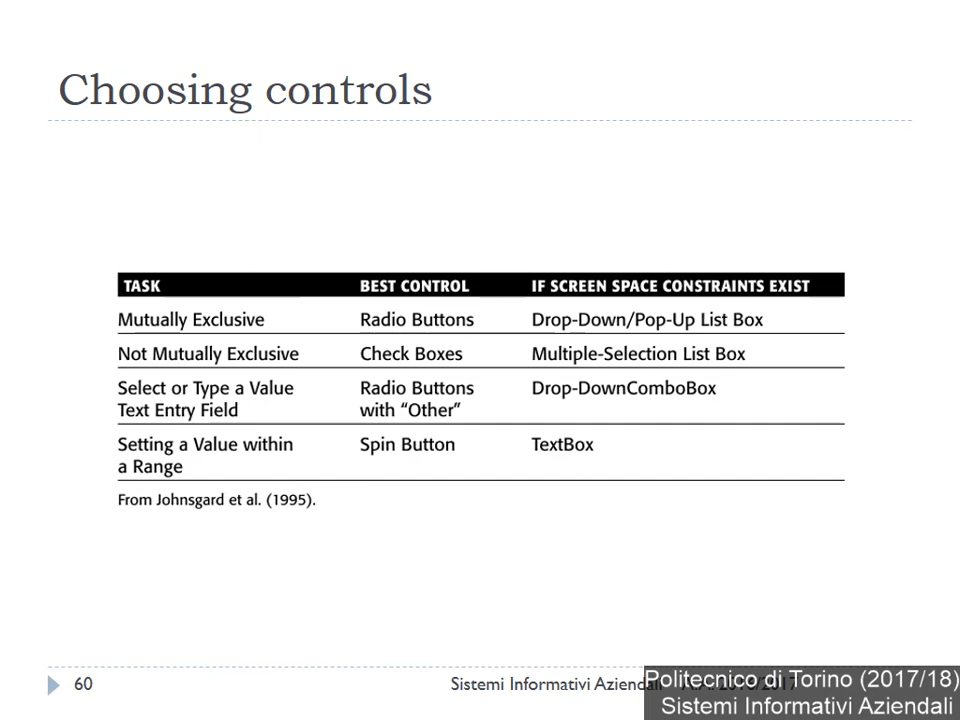 Choosing controls
TASK BEST CONTROL IF SCREEN SPACE CONSTRAINTS EXIST
Mutually Exclusive Radio Buttons Drop-Down/Pop-Up List Box
Not Mutually Exclusive Check Boxes Multiple-Selection List Box
Select or Type a Value Radio Buttons Drop-DownComboBox
Text Entry Field with “Other”
Setting a Value within Spin Button TextBox
a Range
From Johnsgard et al. (1995).
60 Sistemi Informativi Aziendali A.A. 2016/2017
Politecnico di Torino (2017/18)
Sistemi Informativi Aziendali